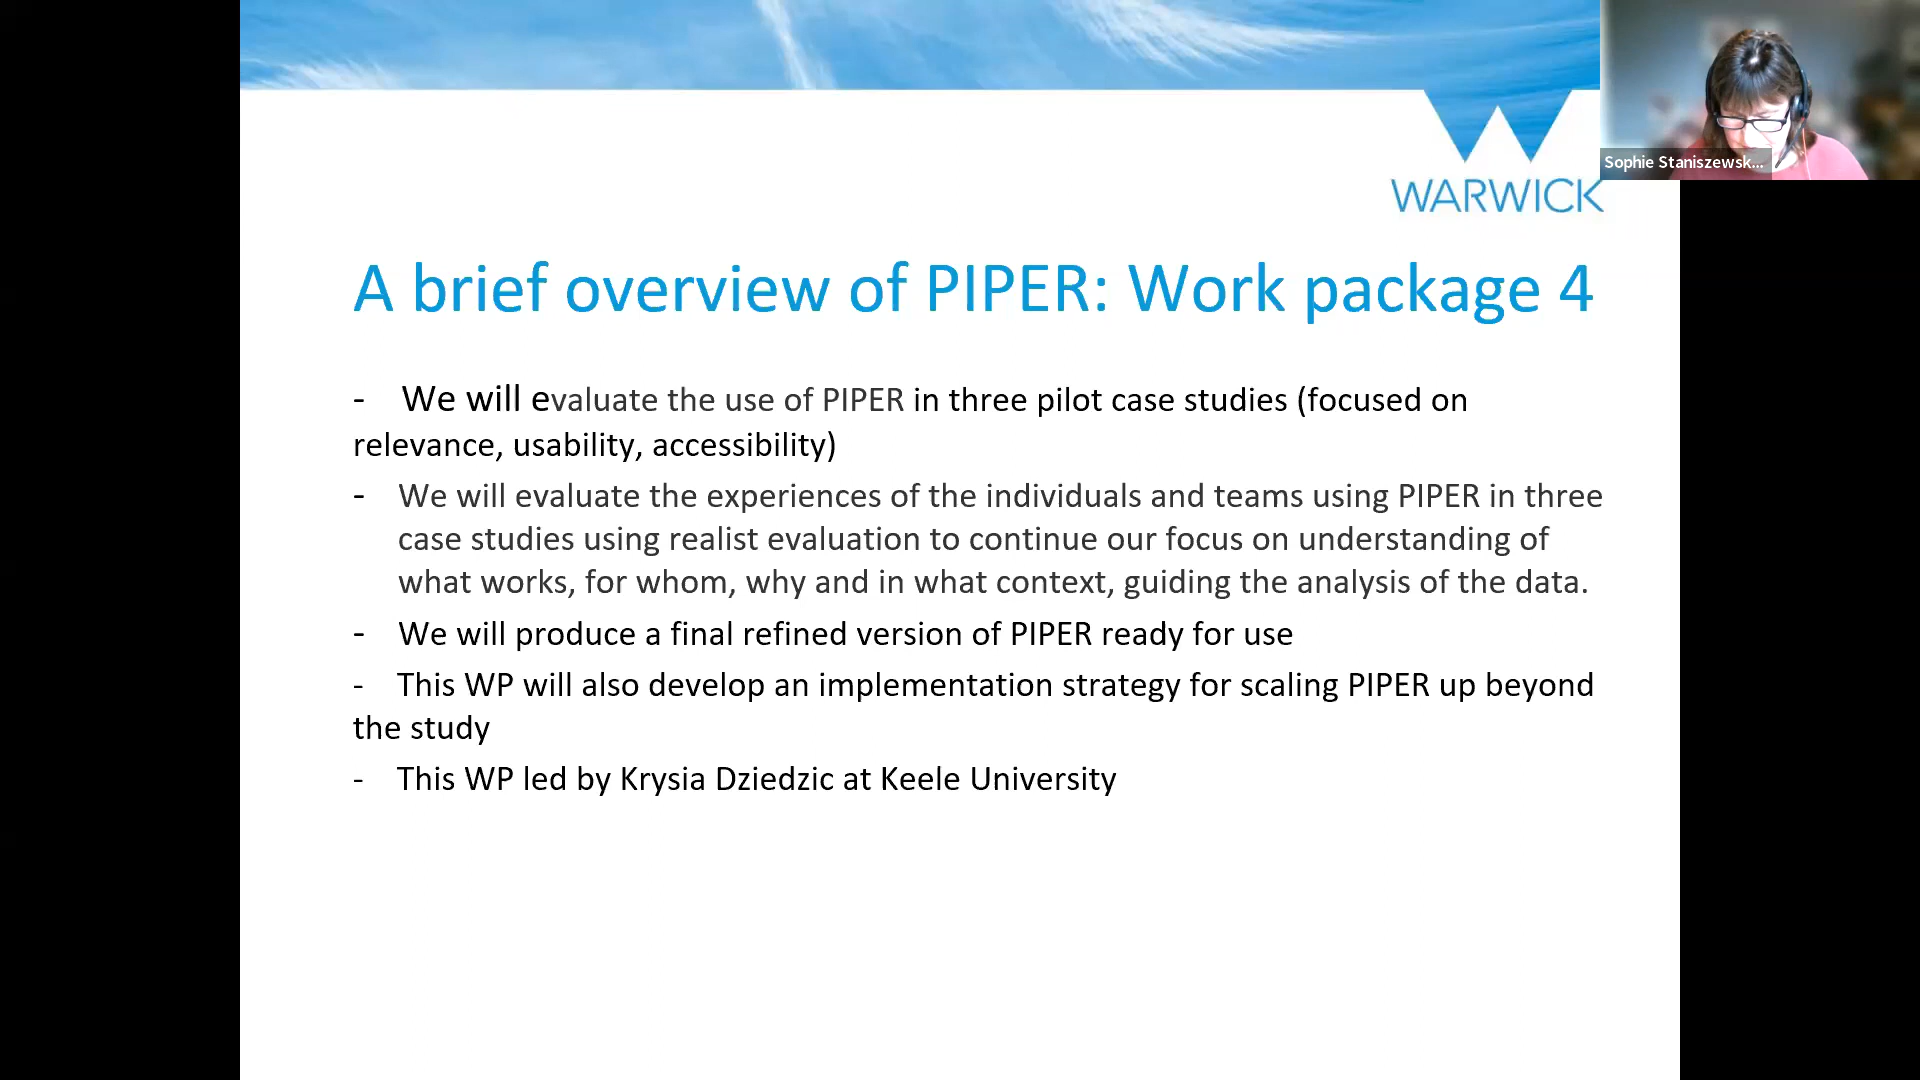 Sophie Staniszewsk...
WARWICK
A brief overview of PIPER: Work package 4
- We will evaluate the use of PIPER in three pilot case studies (focused on
relevance, usability, accessibility)
- We will evaluate the experiences of the individuals and teams using PIPER in three
case studies using realist evaluation to continue our focus on understanding of
what works, for whom, why and in what context, guiding the analysis of the data.
- We will produce a final refined version of PIPER ready for use
- This WP will also develop an implementation strategy for scaling PIPER up beyond
the study
- This WP led by Krysia Dziedzic at Keele University